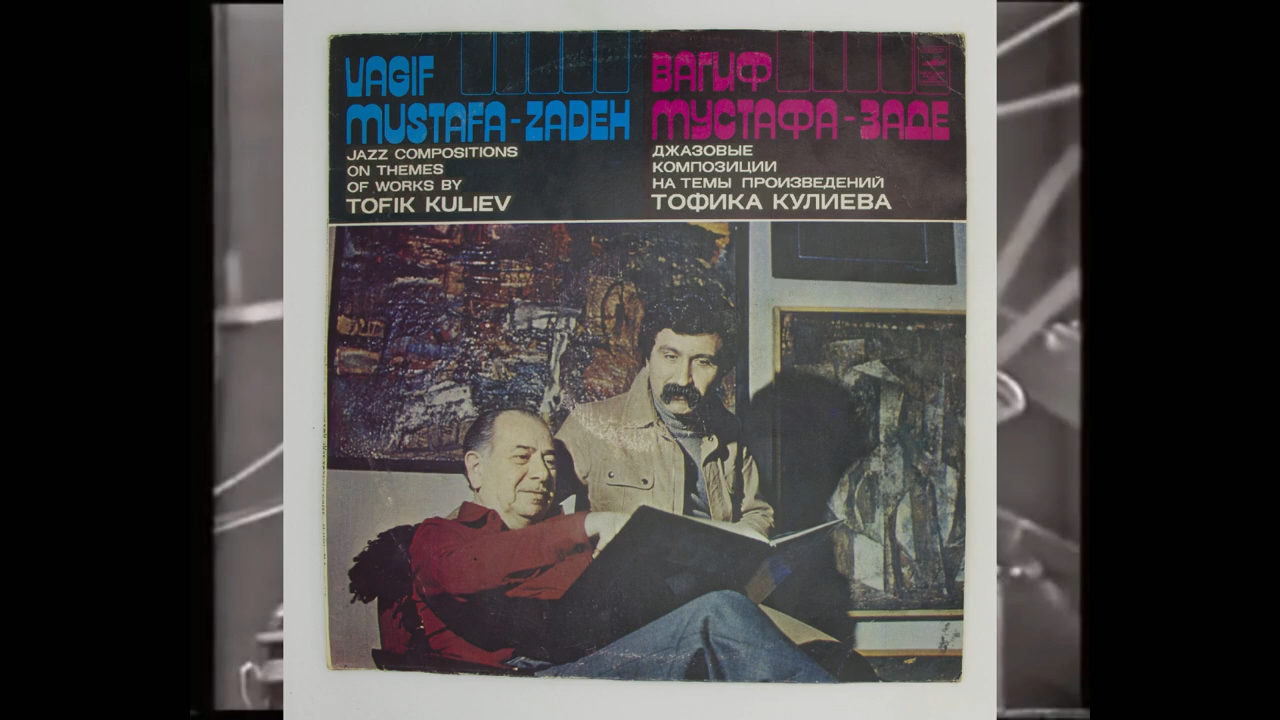 VAGIF
MUSTAFA-ZADEH
JAZZ COMPOSITIONS
ON THEMES
OF WORKS BY
TOFIK KULIEV
ВАГИФ
МУСТАФА-ЗАДЕ
ДЖАЗОВЫЕ
КОМПОЗИЦИИ
НА ТЕМЫ ПРОИЗВЕДЕНИЙ
ТОФИКА КУЛИЕВА